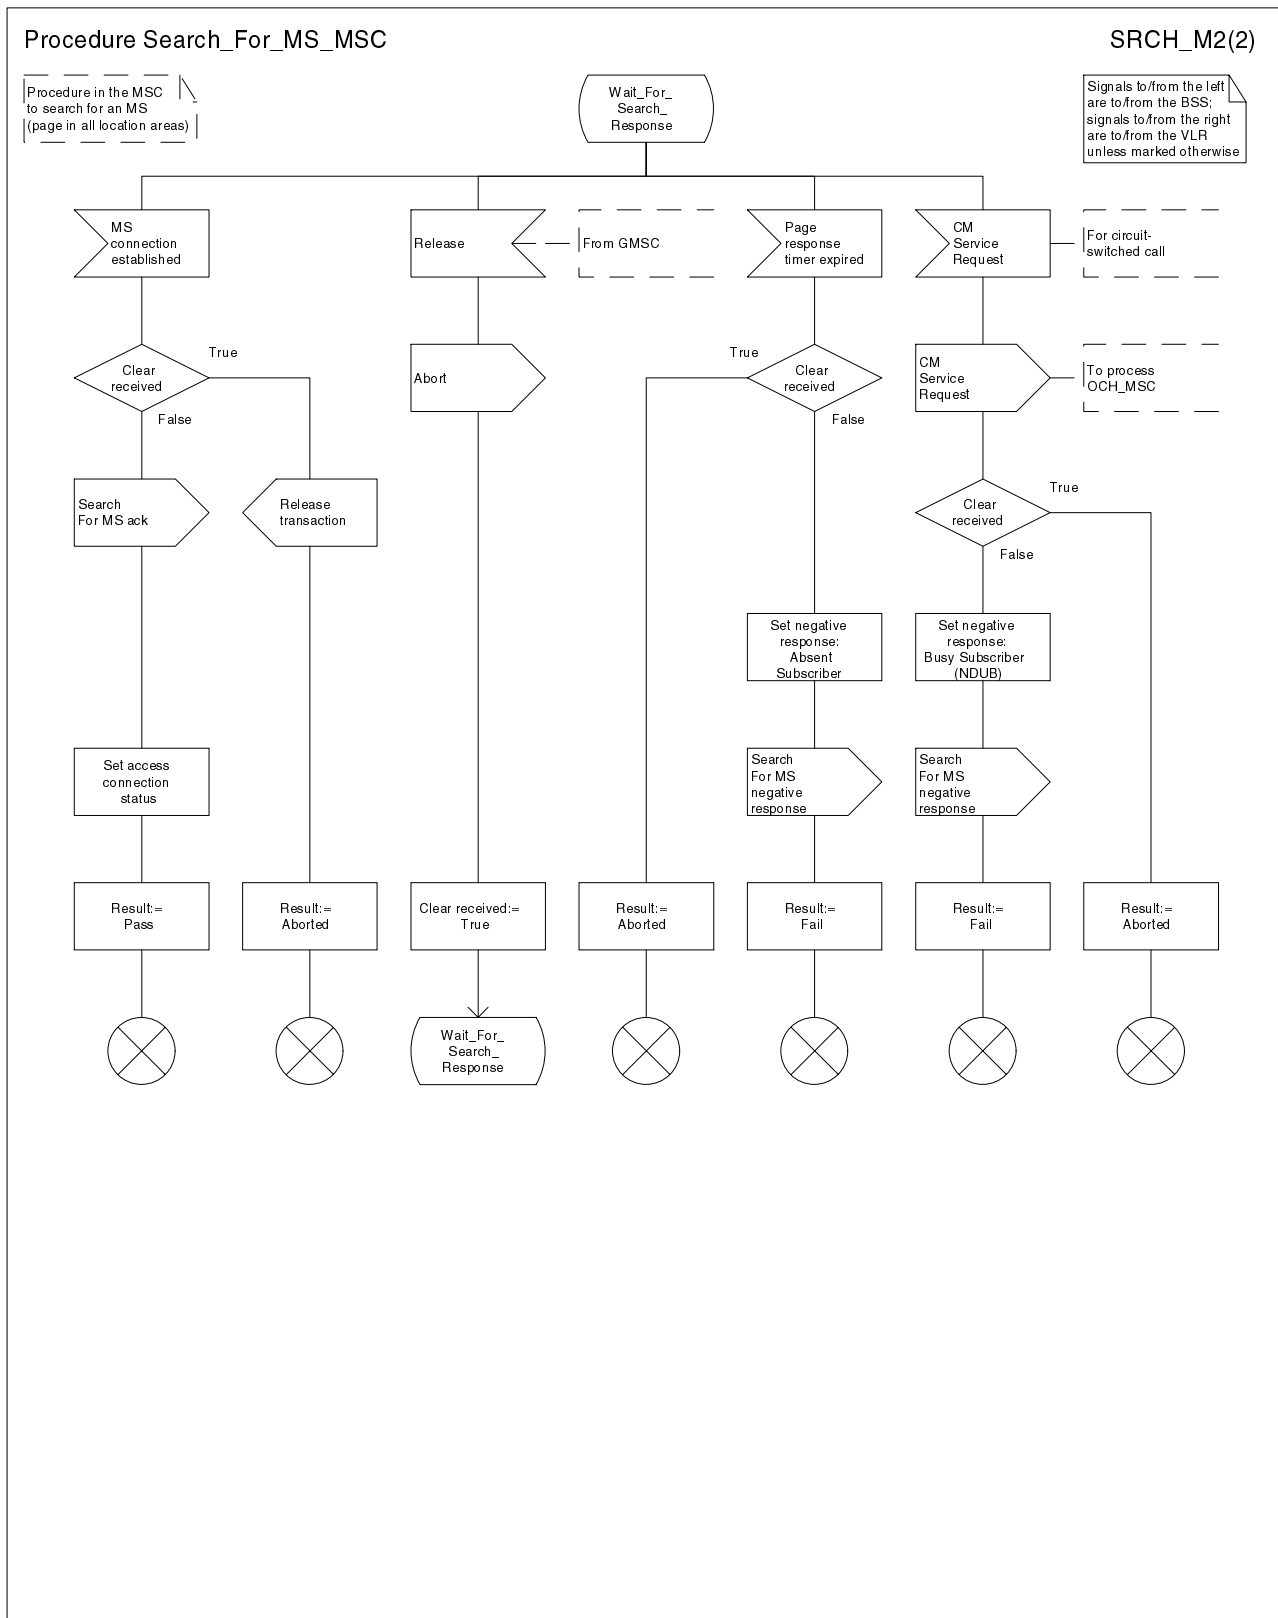 Procedure Search_For_MS_MSC
SRCH_M2(2)
Procedure in the MSC
to search for an MS
(page in all location areas)
Wait_For_
Search_
Response
Signals to/from the left
are to/from the BSS;
signals to/from the right
are to/from the VLR
unless marked otherwise
MS
connection
established
Release
From GMSC
Page
response
timer expired
CM
Service
Request
For circuit-
switched call
Clear
received
True
False
Abort
True
Clear
received
False
CM
Service
Request
To process
OCH_MSC
Search
For MS ack
Release
transaction
Clear
received
True
False
Set negative
response:
Absent
Subscriber
Set negative
response:
Busy Subscriber
(NDUB)
Set access
connection
status
Search
For MS
negative
response
Search
For MS
negative
response
Result:=
Pass
Result:=
Aborted
Clear received:=
True
Result:=
Aborted
Result:=
Fail
Result:=
Fail
Result:=
Aborted
Wait_For_
Search_
Response